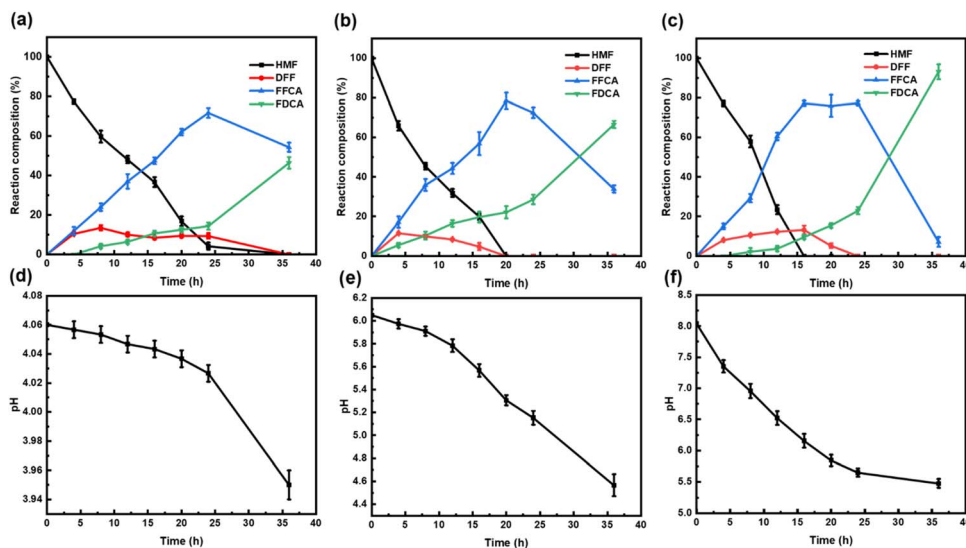 (a)
100
80
60
40
20
0
Reaction composition (%)
HMF
DFF
FFCA
FDCA
0 5 10 15 20 25 30 35 40
Time (h)
(b)
100
80
60
40
20
0
Reaction composition (%)
HMF
DFF
FFCA
FDCA
0 5 10 15 20 25 30 35 40
Time (h)
(c)
100
80
60
40
20
0
Reaction composition (%)
HMF
DFF
FFCA
FDCA
0 5 10 15 20 25 30 35 40
Time (h)
(d)
4.08
4.06
4.04
4.02
4.00
3.98
3.96
3.94
pH
0 5 10 15 20 25 30 35 40
Time (h)
(e)
6.2
6.0
5.8
5.6
5.4
5.2
5.0
4.8
4.6
4.4
pH
0 5 10 15 20 25 30 35 40
Time (h)
(f)
8.5
8.0
7.5
7.0
6.5
6.0
5.5
5.0
pH
0 5 10 15 20 25 30 35 40
Time (h)